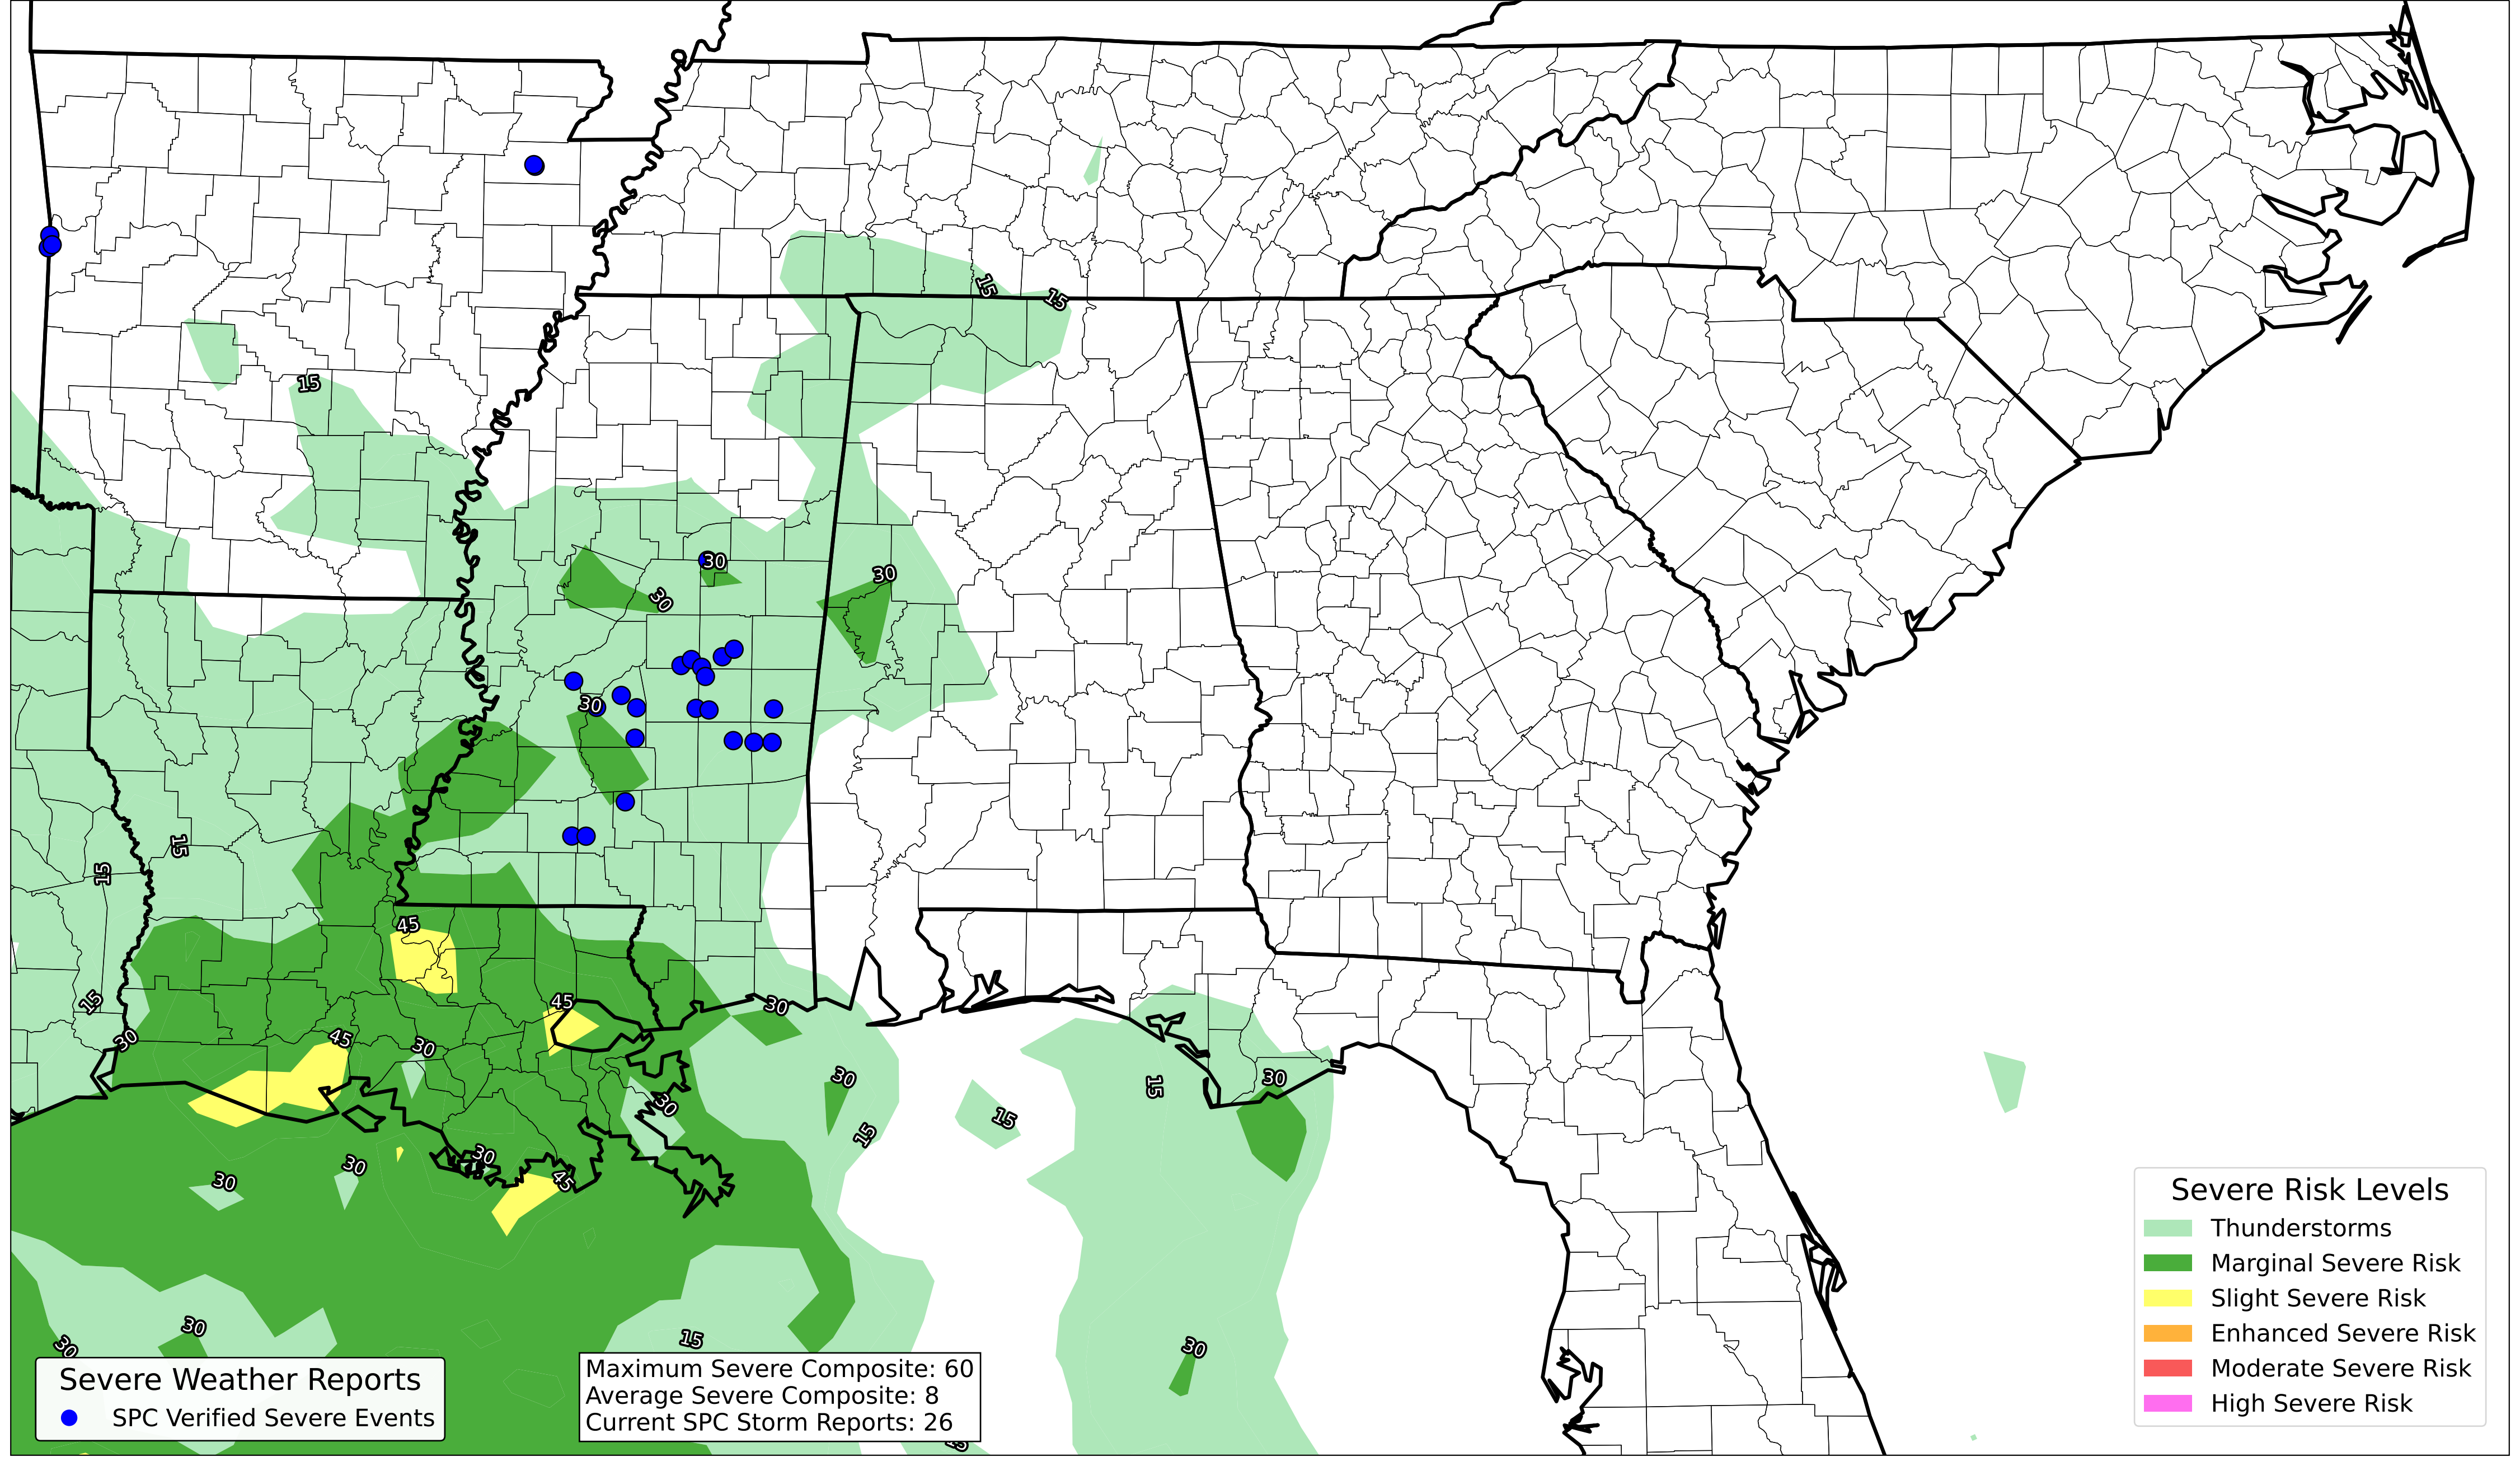 15
15
15
30
30
30
30
15
15
45
45
30
15
30
45
30
30
15
30
30
15
15
30
30
30
45
30
30
15
30
Severe Weather Reports
SPC Verified Severe Events
Maximum Severe Composite: 60
Average Severe Composite: 8
Current SPC Storm Reports: 26
Severe Risk Levels
Thunderstorms
Marginal Severe Risk
Slight Severe Risk
Enhanced Severe Risk
Moderate Severe Risk
High Severe Risk